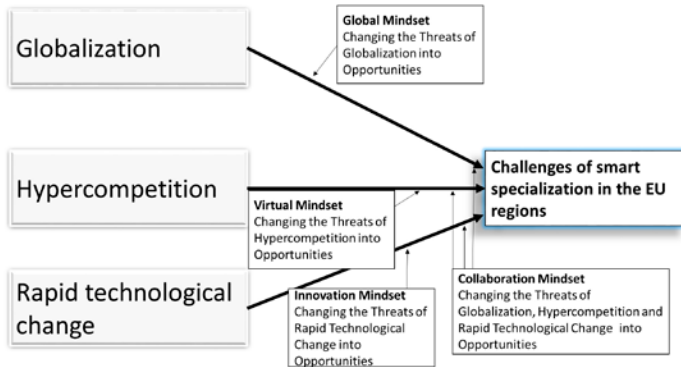 Globalization
Global Mindset
Changing the Threats of
Globalization into
Opportunities
Hypercompetition
Challenges of smart
specialization in the EU
regions
Virtual Mindset
Changing the Threats of
Hypercompetition into
Opportunities
Rapid technological
change
Innovation Mindset
Changing the Threats of
Rapid Technological
Change into
Opportunities
Collaboration Mindset
Changing the Threats of
Globalization, Hypercompetition and
Rapid Technological Change into
Opportunities